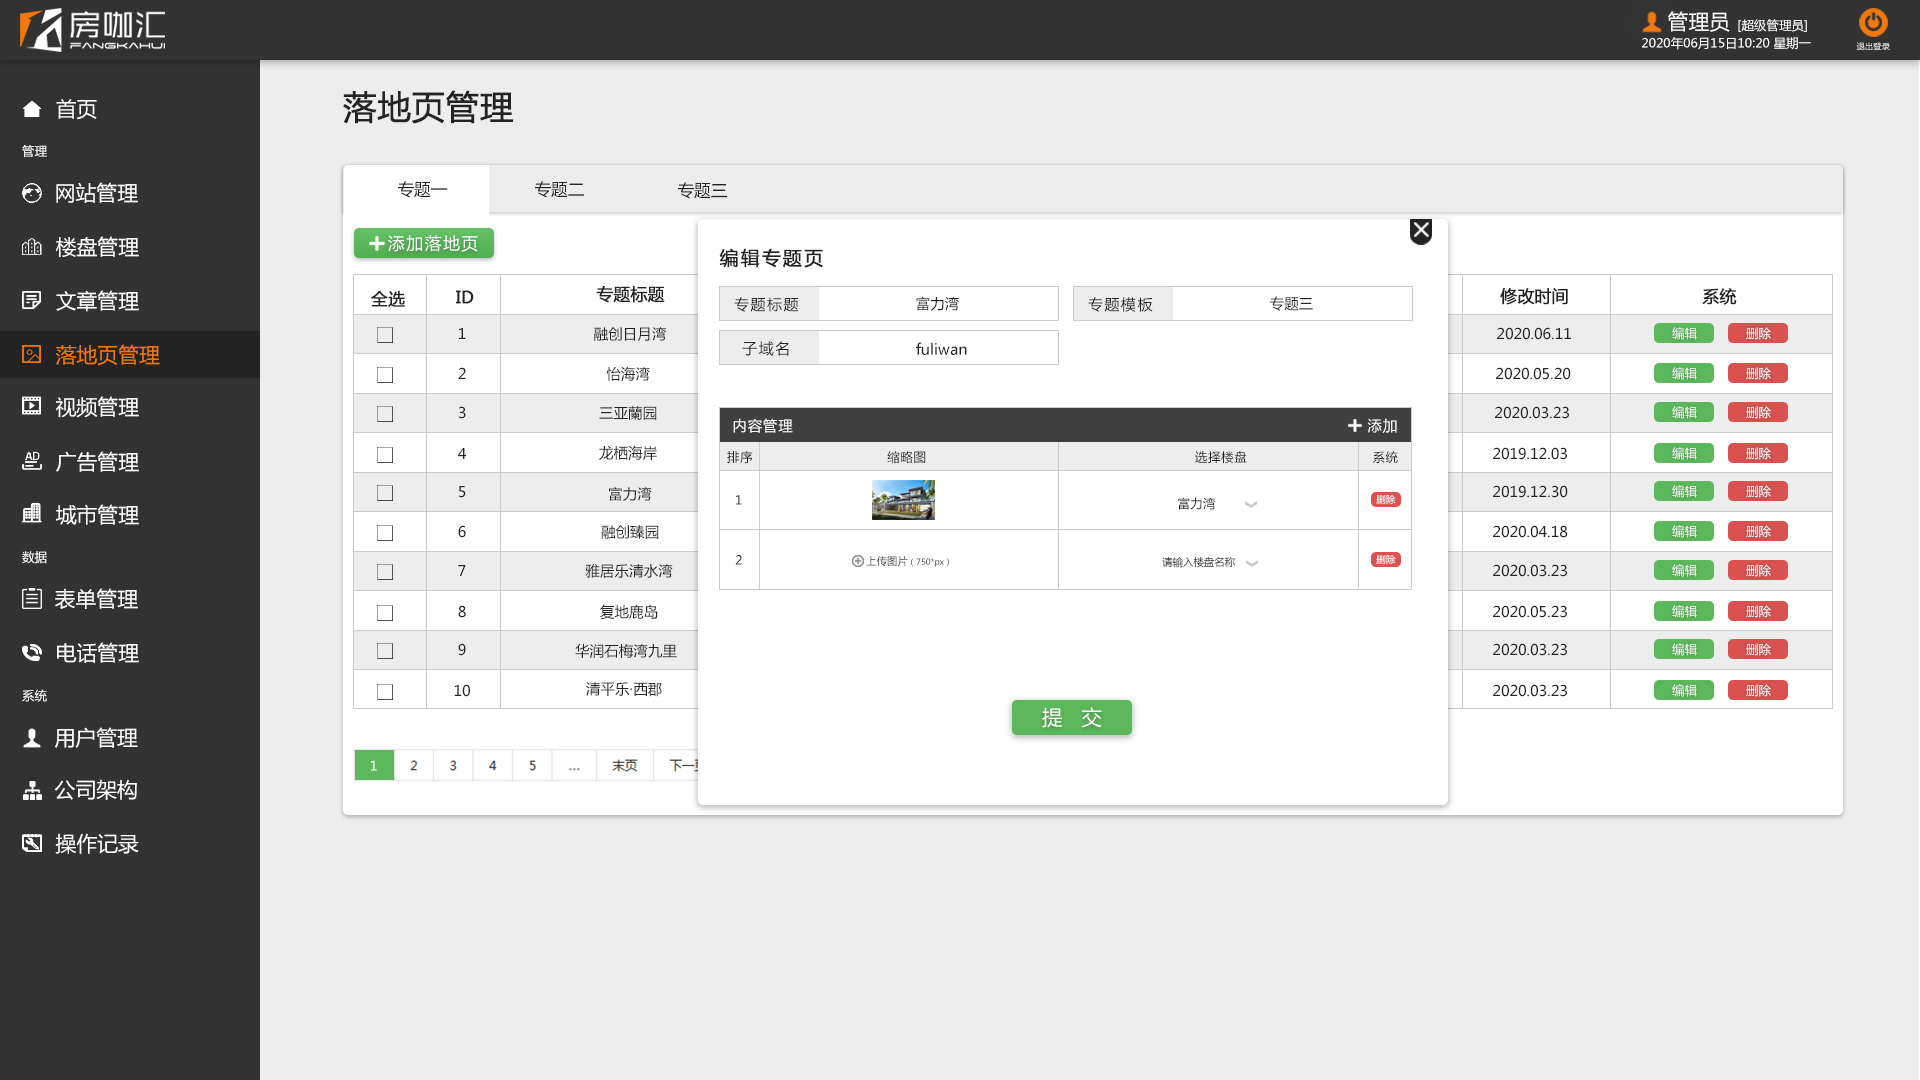 房咖汇
FANGKAHUI
管理员 [超级管理员]
2020年06月15日10:20 星期一
退出登录
首页
管理
网站管理
楼盘管理
文章管理
落地页管理
视频管理
AD
广告管理
城市管理
数据
表单管理
电话管理
系统
用户管理
公司架构
操作记录
落地页管理
专题一 专题二 专题三
添加落地页
全选 ID 专题标题 修改时间 系统
1 融创日月湾 2020.06.11 编辑 删除
2 怡海湾 2020.05.20 编辑 删除
3 三亚蘭园 2020.03.23 编辑 删除
4 龙栖海岸 2019.12.03 编辑 删除
5 富力湾 2019.12.30 编辑 删除
6 融创臻园 2020.04.18 编辑 删除
7 雅居乐清水湾 2020.03.23 编辑 删除
8 复地鹿岛 2020.05.23 编辑 删除
9 华润石梅湾九里 2020.03.23 编辑 删除
10 清平乐·西郡 2020.03.23 编辑 删除
1 2 3 4 5 ... 末页 下一
编辑专题页
专题标题 富力湾 专题模板 专题三
子域名 fuliwan
内容管理 添加
排序 缩略图 选择楼盘 系统
1 富力湾 删除
2 上传图片 ( 750*px ) 请输入楼盘名称 删除
提 交